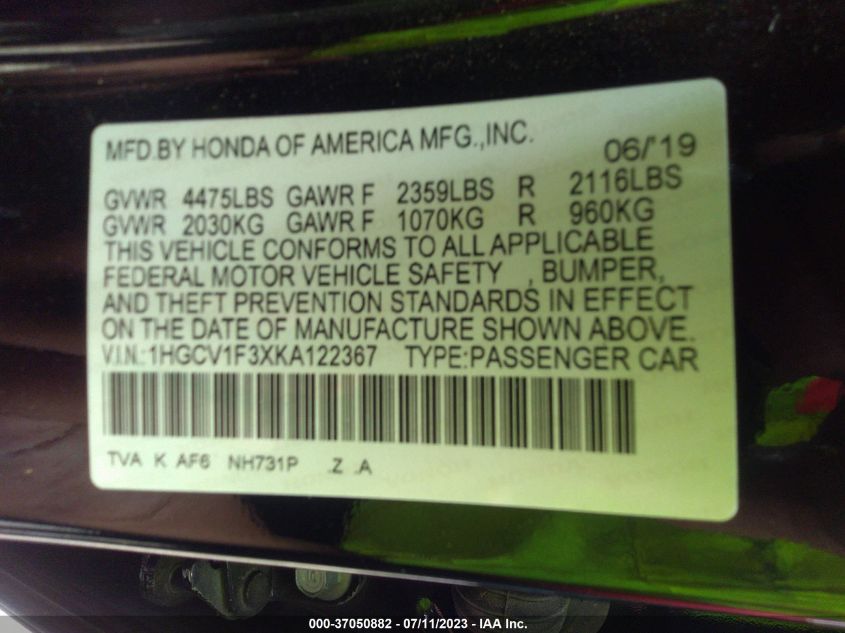 MFD.BY HONDA OF AMERICA MFG.,INC. 06/'19
GVWR 4475LBS GAWR F 2359LBS R 2116LBS
GVWR 2030KG GAWR F 1070KG R 960KG
THIS VEHICLE CONFORMS TO ALL APPLICABLE
FEDERAL MOTOR VEHICLE SAFETY , BUMPER,
AND THEFT PREVENTION STANDARDS IN EFFECT
ON THE DATE OF MANUFACTURE SHOWN ABOVE.
V.I.N.:1HGCV1F3XKA122367 TYPE:PASSENGER CAR
TVA K AF6 NH731P .Z .A
000-37050882 - 07/11/2023 - IAA Inc.